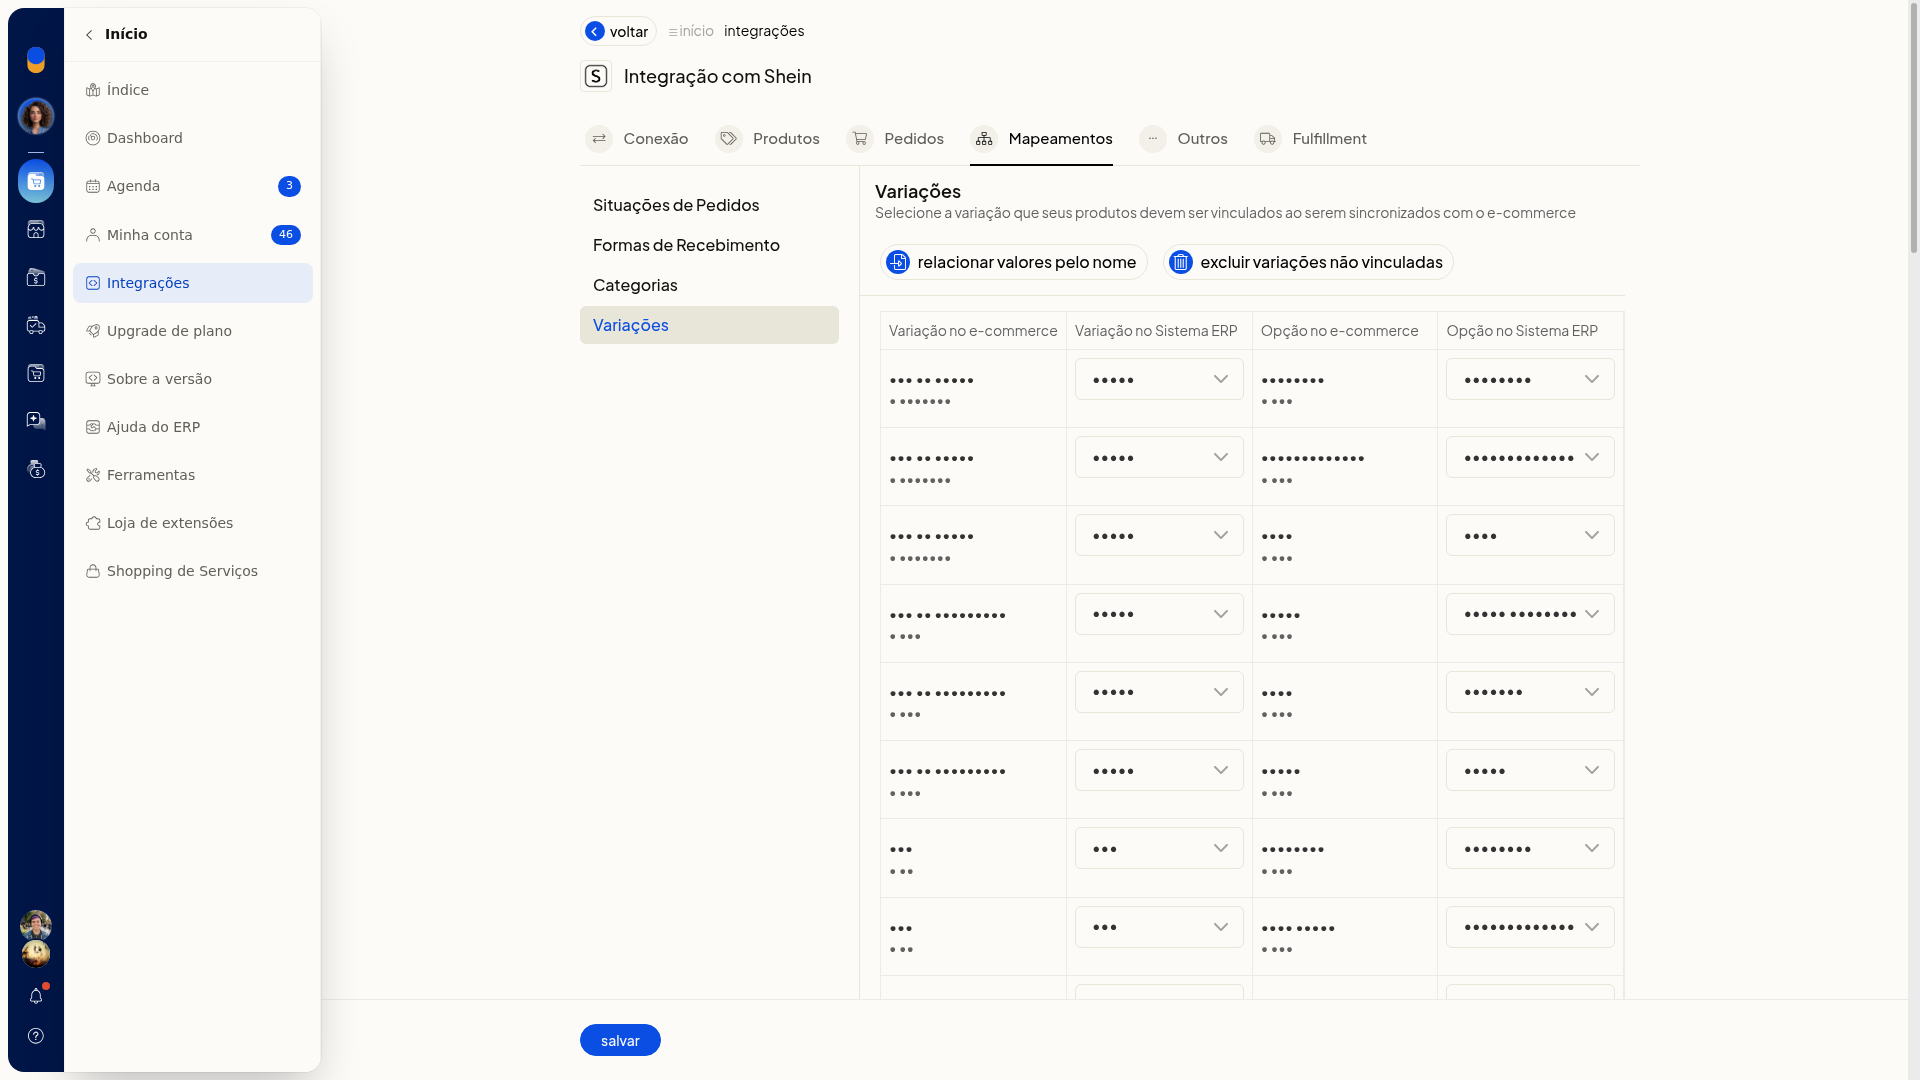 Início
Índice
Dashboard
Agenda 3
Minha conta 46
Integrações
Upgrade de plano
Sobre a versão
Ajuda do ERP
Ferramentas
Loja de extensões
Shopping de Serviços
voltar início integrações
S Integração com Shein
Conexão Produtos Pedidos Mapeamentos Outros Fulfillment
Situações de Pedidos
Formas de Recebimento
Categorias
Variações
Variações
Selecione a variação que seus produtos devem ser vinculados ao serem sincronizados com o e-commerce
relacionar valores pelo nome excluir variações não vinculadas
Variação no e-commerce Variação no Sistema ERP Opção no e-commerce Opção no Sistema ERP
salvar